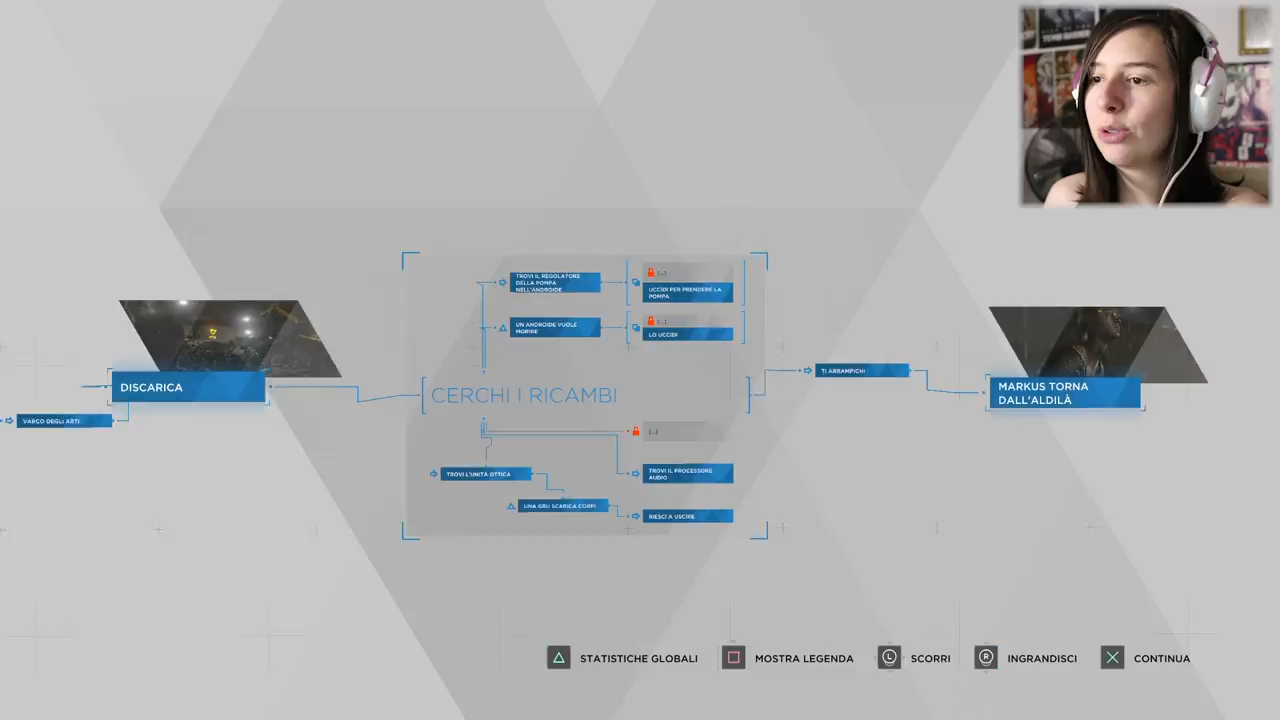 TROVI IL REGOLATORE
DELLA POMPA
NELL'ANDROIDE
[...]
UCCIDI PER PRENDERE LA
POMPA
UN ANDROIDE VUOLE
MORIRE
[...]
LO UCCIDI
DISCARICA
VARCO DEGLI ARTI
CERCHI I RICAMBI
TI ARRAMPICHI
MARKUS TORNA
DALL'ALDILÀ
[...]
TROVI L'UNITÀ OTTICA
TROVI IL PROCESSORE
AUDIO
UNA GRU SCARICA CORPI
RIESCI A USCIRE
STATISTICHE GLOBALI
MOSTRA LEGENDA
L SCORRI
R INGRANDISCI
CONTINUA